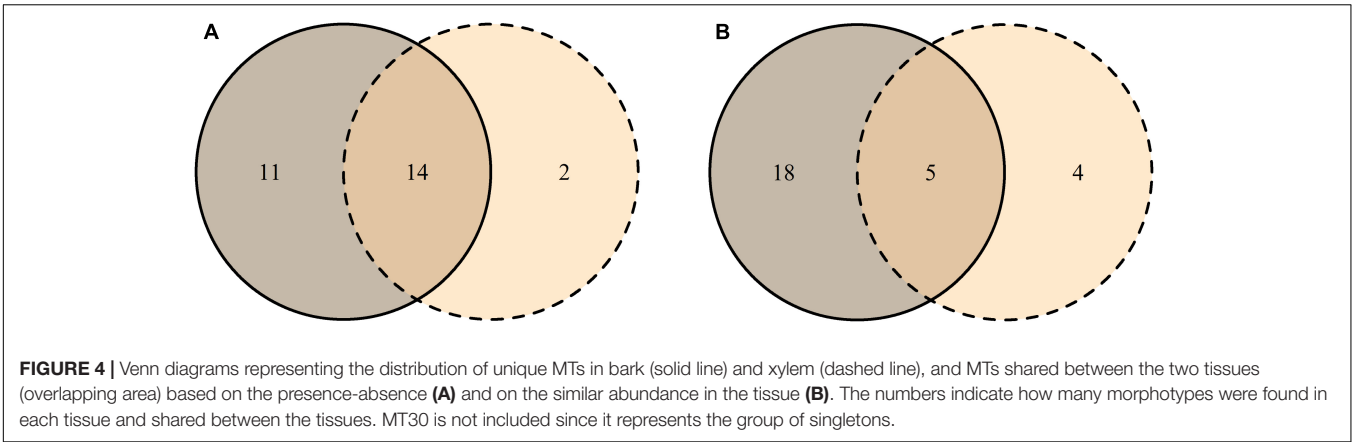 A
B
11 14 2
18 5 4
FIGURE 4 | Venn diagrams representing the distribution of unique MTs in bark (solid line) and xylem (dashed line), and MTs shared between the two tissues
(overlapping area) based on the presence-absence (A) and on the similar abundance in the tissue (B). The numbers indicate how many morphotypes were found in
each tissue and shared between the tissues. MT30 is not included since it represents the group of singletons.